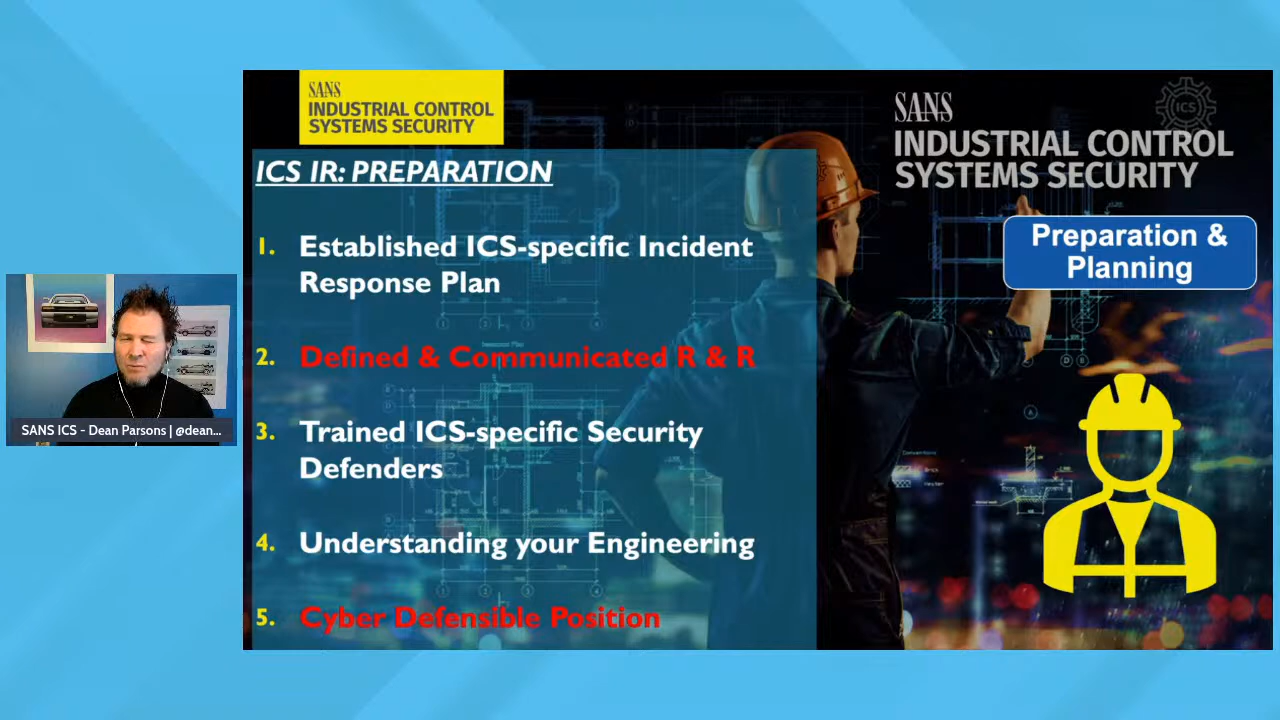 SANS
INDUSTRIAL CONTROL
SYSTEMS SECURITY
SANS
ICS
INDUSTRIAL CONTROL
SYSTEMS SECURITY
ICS IR: PREPARATION
1. Established ICS-specific Incident
Response Plan
2. Defined & Communicated R & R
3. Trained ICS-specific Security
Defenders
4. Understanding your Engineering
5. Cyber Defensible Position
Preparation &
Planning
SANS ICS - Dean Parsons | @dean...